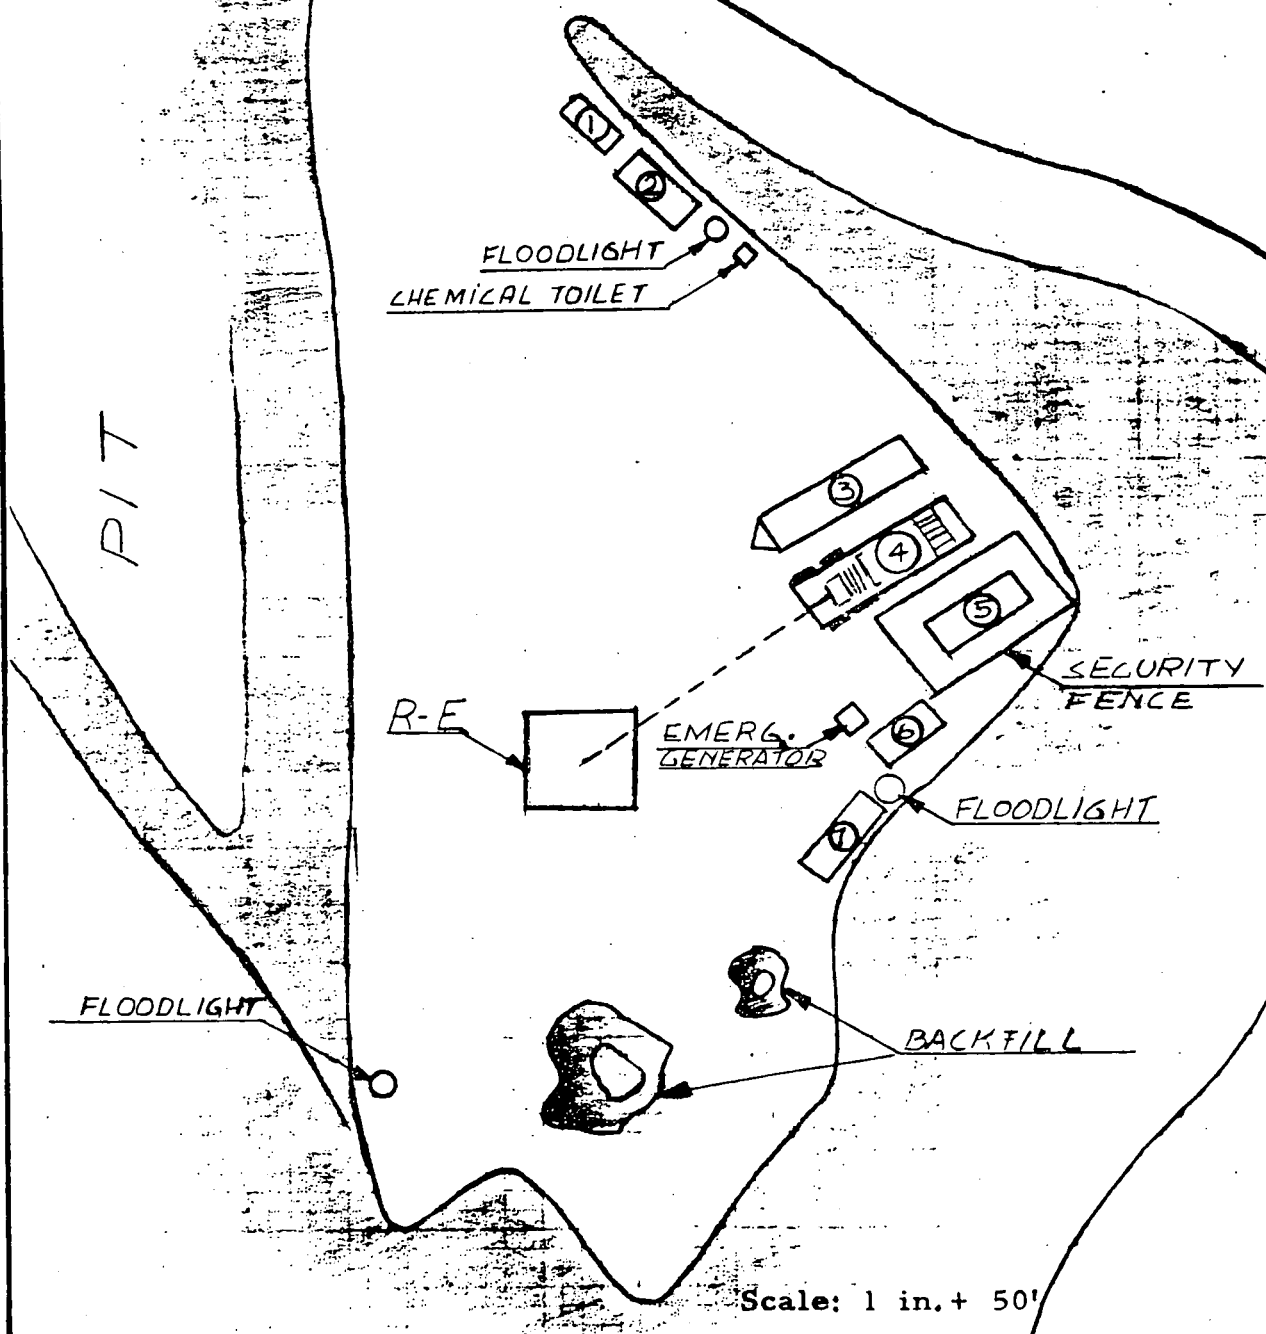 1
2
FLOODLIGHT
CHEMICAL TOILET
PIT
3
4
5
SECURITY
FENCE
R-E
EMERG.
GENERATOR
6
FLOODLIGHT
7
FLOODLIGHT
BACKFILL
Scale: 1 in. + 50'